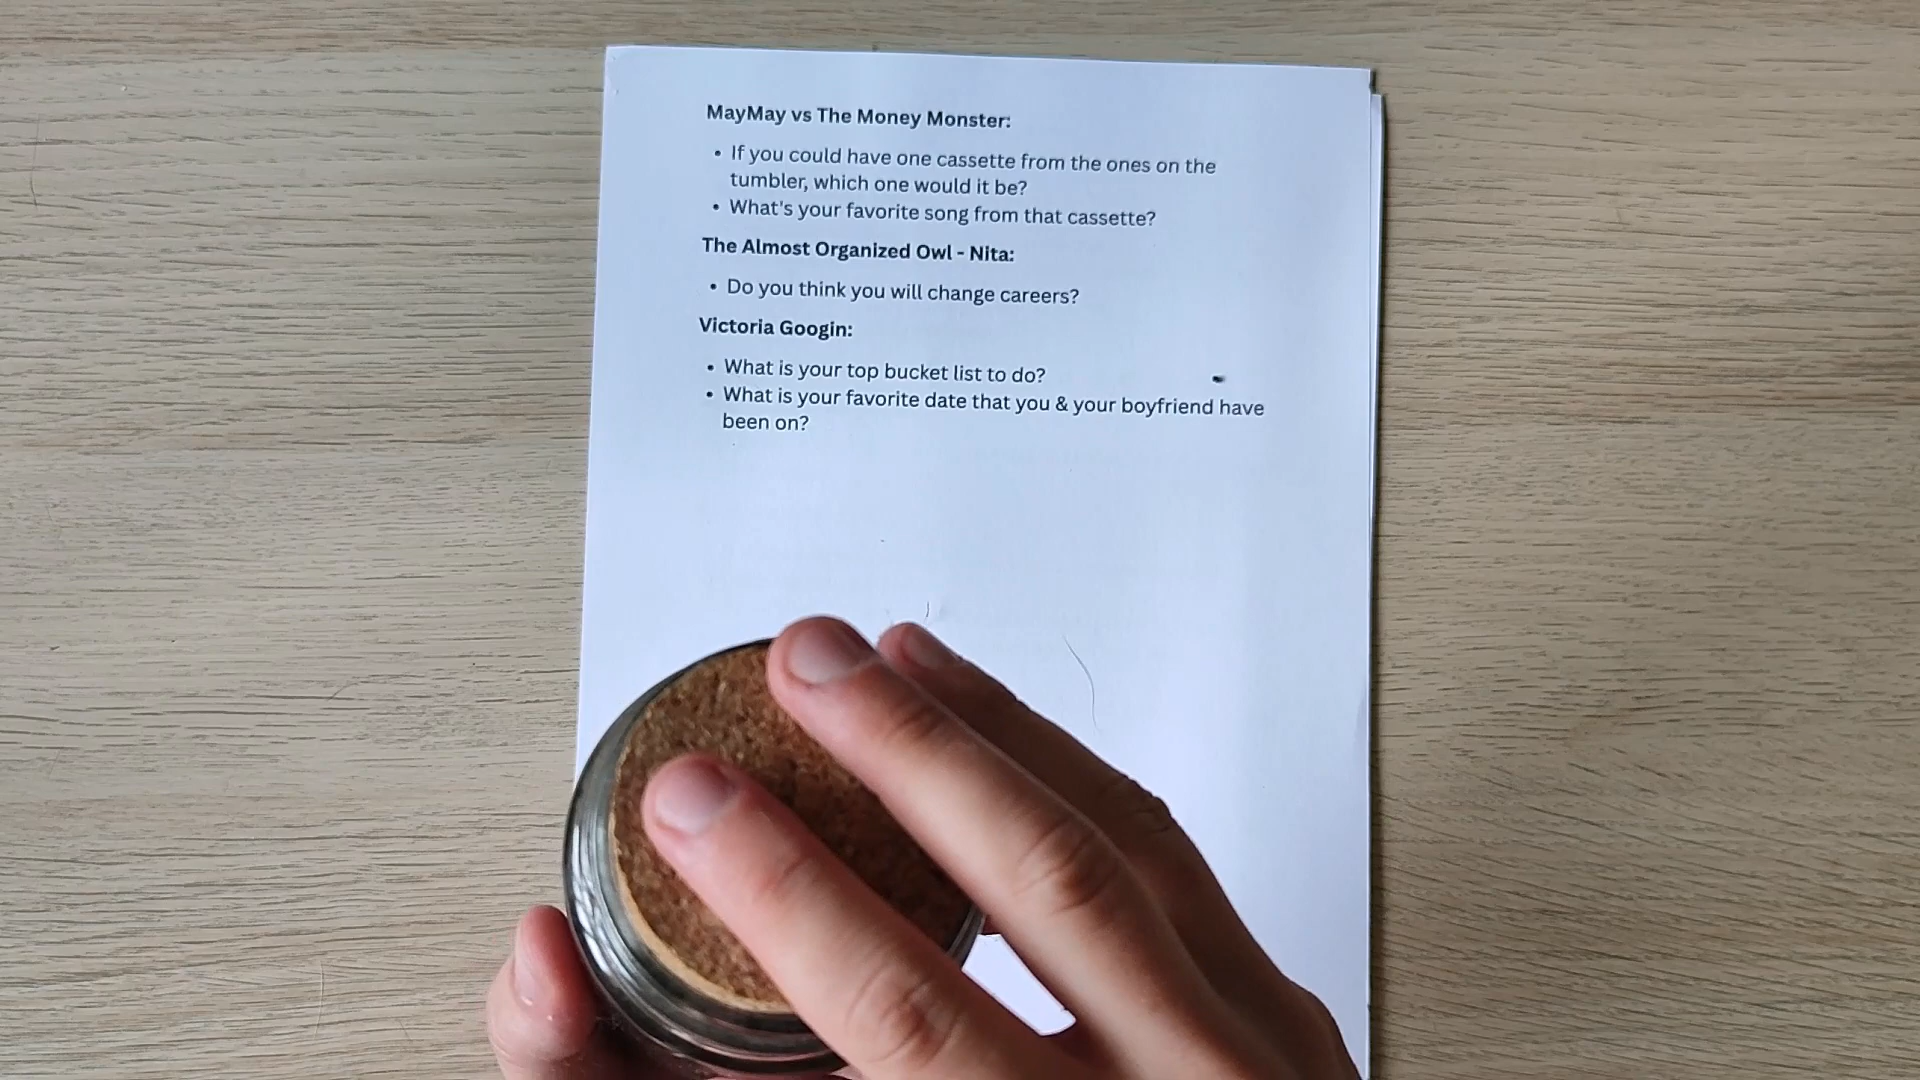 MayMay vs The Money Monster:
• If you could have one cassette from the ones on the
tumbler, which one would it be?
• What's your favorite song from that cassette?
The Almost Organized Owl - Nita:
• Do you think you will change careers?
Victoria Googin:
• What is your top bucket list to do?
• What is your favorite date that you & your boyfriend have
been on?